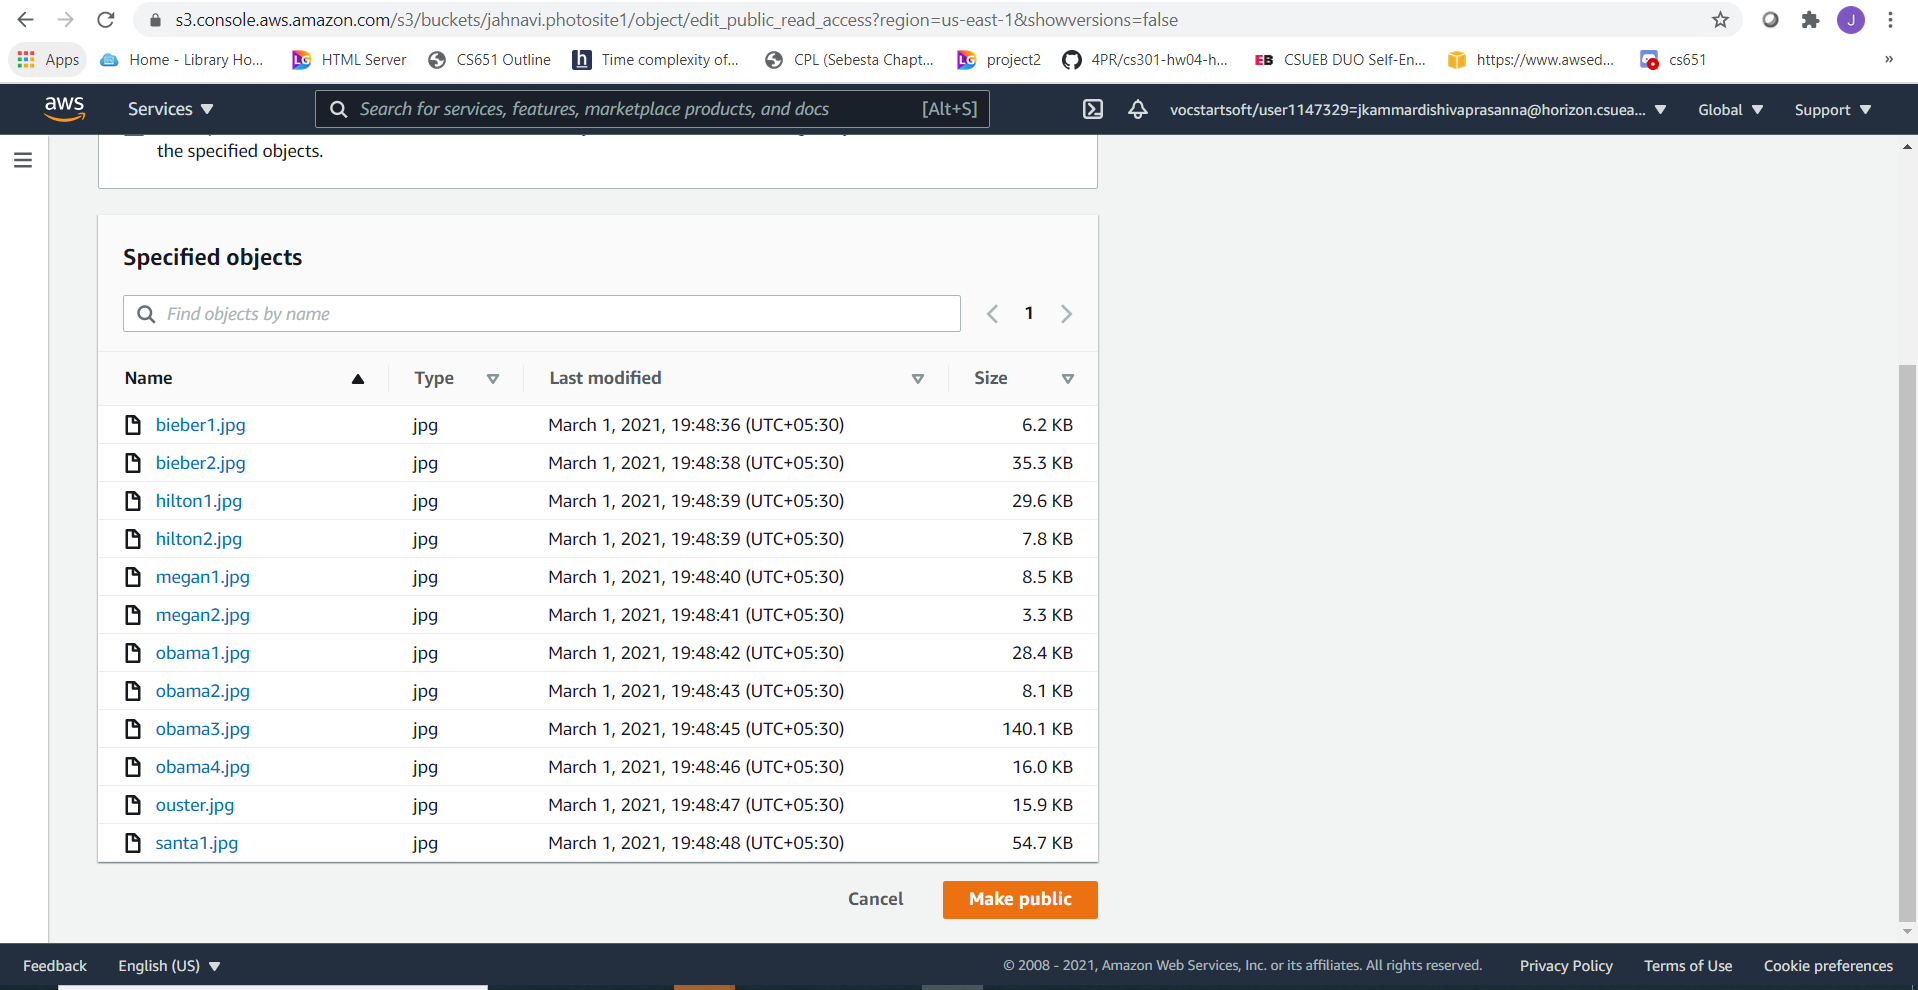 s3.console.aws.amazon.com/s3/buckets/jahnavi.photosite1/object/edit_public_read_access?region=us-east-1&showversions=false
J
Apps Home - Library Ho... HTML Server CS651 Outline Time complexity of... CPL (Sebesta Chapt... project2 4PR/cs301-hw04-h... CSUEB DUO Self-En... https://www.awsed... cs651 »
aws Services Search for services, features, marketplace products, and docs [Alt+S] vocstartsoft/user1147329=jkammardishivaprasanna@horizon.csuea... Global Support
the specified objects.
Specified objects
Find objects by name 1
Name Type Last modified Size
bieber1.jpg jpg March 1, 2021, 19:48:36 (UTC+05:30) 6.2 KB
bieber2.jpg jpg March 1, 2021, 19:48:38 (UTC+05:30) 35.3 KB
hilton1.jpg jpg March 1, 2021, 19:48:39 (UTC+05:30) 29.6 KB
hilton2.jpg jpg March 1, 2021, 19:48:39 (UTC+05:30) 7.8 KB
megan1.jpg jpg March 1, 2021, 19:48:40 (UTC+05:30) 8.5 KB
megan2.jpg jpg March 1, 2021, 19:48:41 (UTC+05:30) 3.3 KB
obama1.jpg jpg March 1, 2021, 19:48:42 (UTC+05:30) 28.4 KB
obama2.jpg jpg March 1, 2021, 19:48:43 (UTC+05:30) 8.1 KB
obama3.jpg jpg March 1, 2021, 19:48:45 (UTC+05:30) 140.1 KB
obama4.jpg jpg March 1, 2021, 19:48:46 (UTC+05:30) 16.0 KB
ouster.jpg jpg March 1, 2021, 19:48:47 (UTC+05:30) 15.9 KB
santa1.jpg jpg March 1, 2021, 19:48:48 (UTC+05:30) 54.7 KB
Cancel Make public
Feedback English (US) © 2008 - 2021, Amazon Web Services, Inc. or its affiliates. All rights reserved. Privacy Policy Terms of Use Cookie preferences